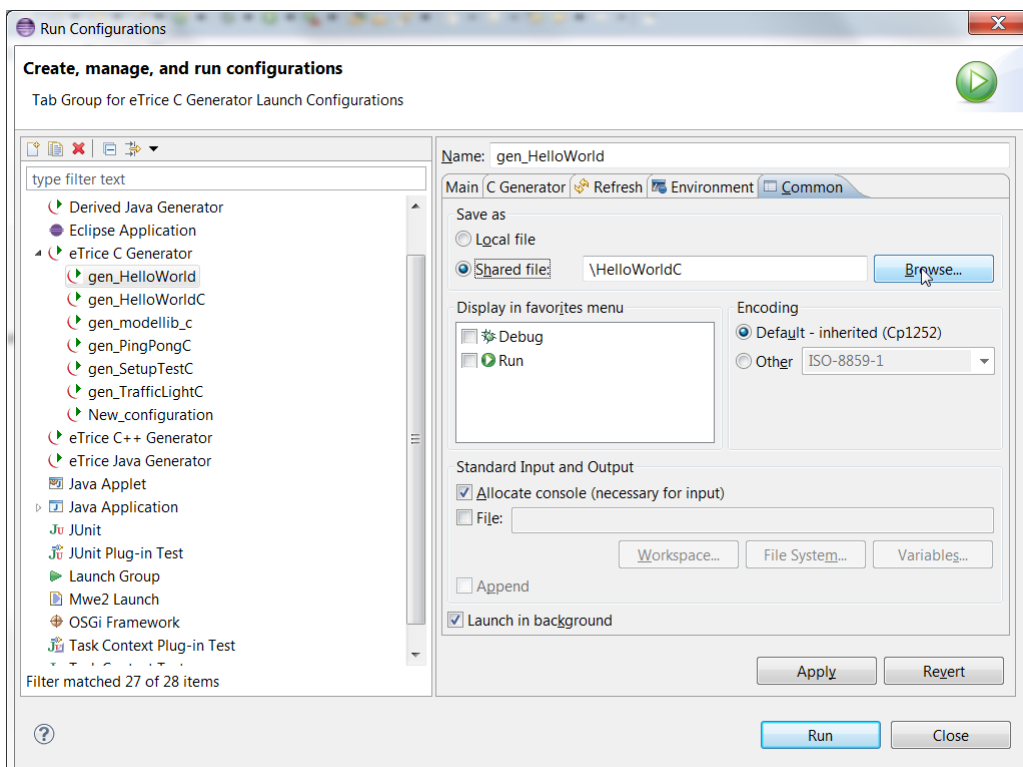 Run Configurations
Create, manage, and run configurations
Tab Group for eTrice C Generator Launch Configurations
type filter text
Derived Java Generator
Eclipse Application
eTrice C Generator
gen_HelloWorld
gen_HelloWorldC
gen_modellib_c
gen_PingPongC
gen_SetupTestC
gen_TrafficLightC
New_configuration
eTrice C++ Generator
eTrice Java Generator
Java Applet
Java Application
JUnit
JUnit Plug-in Test
Launch Group
Mwe2 Launch
OSGi Framework
Task Context Plug-in Test
Filter matched 27 of 28 items
Name: gen_HelloWorld
Main C Generator Refresh Environment Common
Save as
Local file
Shared file: \HelloWorldC Browse...
Display in favorites menu
Debug
Run
Encoding
Default - inherited (Cp1252)
Other ISO-8859-1
Standard Input and Output
Allocate console (necessary for input)
File:
Workspace... File System... Variables...
Append
Launch in background
Apply Revert
Run Close